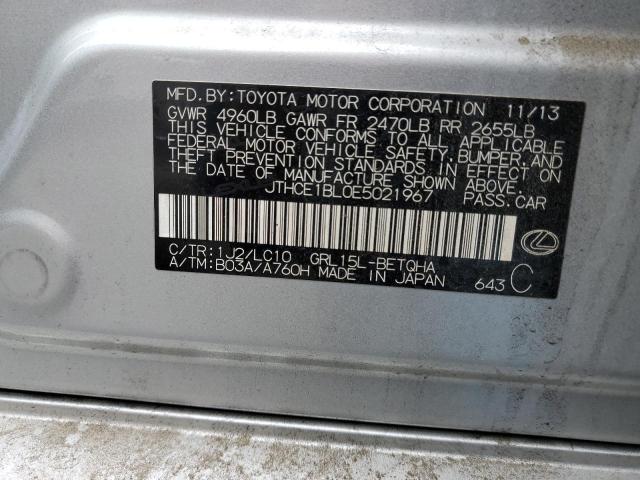 MFD. BY: TOYOTA MOTOR CORPORATION 11/13
GVWR 4960LB GAWR FR 2470LB RR 2655LB
THIS VEHICLE CONFORMS TO ALL APPLICABLE
FEDERAL MOTOR VEHICLE SAFETY, BUMPER, AND
THEFT PREVENTION STANDARDS IN EFFECT ON
THE DATE OF MANUFACTURE SHOWN ABOVE.
JTHCE1BL0E5021967 PASS. CAR
C/TR: 1J2/LC10 GRL15L-BETQHA
A/TM: B03A/A760H MADE IN JAPAN 643 C